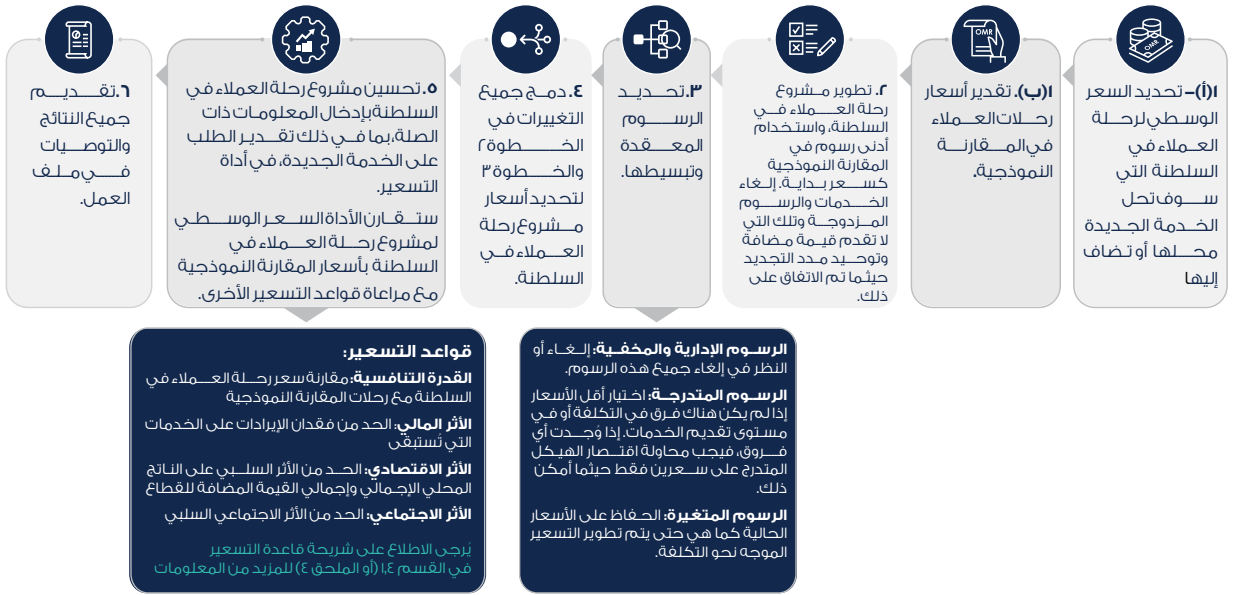 OMR
١(أ)– تحديد السعر
الوسطي لرحلة
العملاء في
السلطنة التي
سوف تحل
الخدمة الجديدة
محلها أو تضاف
إليها
OMR
١(ب). تقدير أسعار
رحلات العملاء
في المقارنة
النموذجية.
٢. تطوير مشروع
رحلة العملاء في
السلطنة، واستخدام
أدنى رسوم في
المقارنة النموذجية
كسعر بداية. إلغاء
الخدمات والرسوم
المزدوجة وتلك التي
لا تقدم قيمة مضافة
وتوحيد مدد التجديد
حيثما تم الاتفاق على
ذلك.
٣. تحديد
الرسوم
المعقدة
وتبسيطها.
٤. دمج جميع
التغييرات في
الخطوة ٢
والخطوة ٣
لتحديد أسعار
مشروع رحلة
العملاء في
السلطنة.
٥. تحسين مشروع رحلة العملاء في
السلطنة بإدخال المعلومات ذات
الصلة، بما في ذلك تقدير الطلب
على الخدمة الجديدة، في أداة
التسعير.
ستقارن الأداة السعر الوسطي
لمشروع رحلة العملاء في
السلطنة بأسعار المقارنة النموذجية
مع مراعاة قواعد التسعير الأخرى.
٦. تقديم
جميع النتائج
والتوصيات
في ملف
العمل.
الرسوم الإدارية والمخفية: إلغاء أو
النظر في إلغاء جميع هذه الرسوم.
الرسوم المتدرجة: اختيار أقل الأسعار
إذا لم يكن هناك فرق في التكلفة أو في
مستوى تقديم الخدمات. إذا وُجدت أي
فروق، فيجب محاولة اقتصار الهيكل
المتدرج على سعرين فقط حيثما أمكن
ذلك.
الرسوم المتغيرة: الحفاظ على الأسعار
الحالية كما هي حتى يتم تطوير التسعير
الموجه نحو التكلفة.
قواعد التسعير:
القدرة التنافسية: مقارنة سعر رحلة العملاء في
السلطنة مع رحلات المقارنة النموذجية
الأثر المالي: الحد من فقدان الإيرادات على الخدمات
التي تُستبقى
الأثر الاقتصادي: الحد من الأثر السلبي على الناتج
المحلي الإجمالي وإجمالي القيمة المضافة للقطاع
الأثر الاجتماعي: الحد من الأثر الاجتماعي السلبي
يُرجى الاطلاع على شريحة قاعدة التسعير
في القسم ١,٤ (أو الملحق ٤) للمزيد من المعلومات